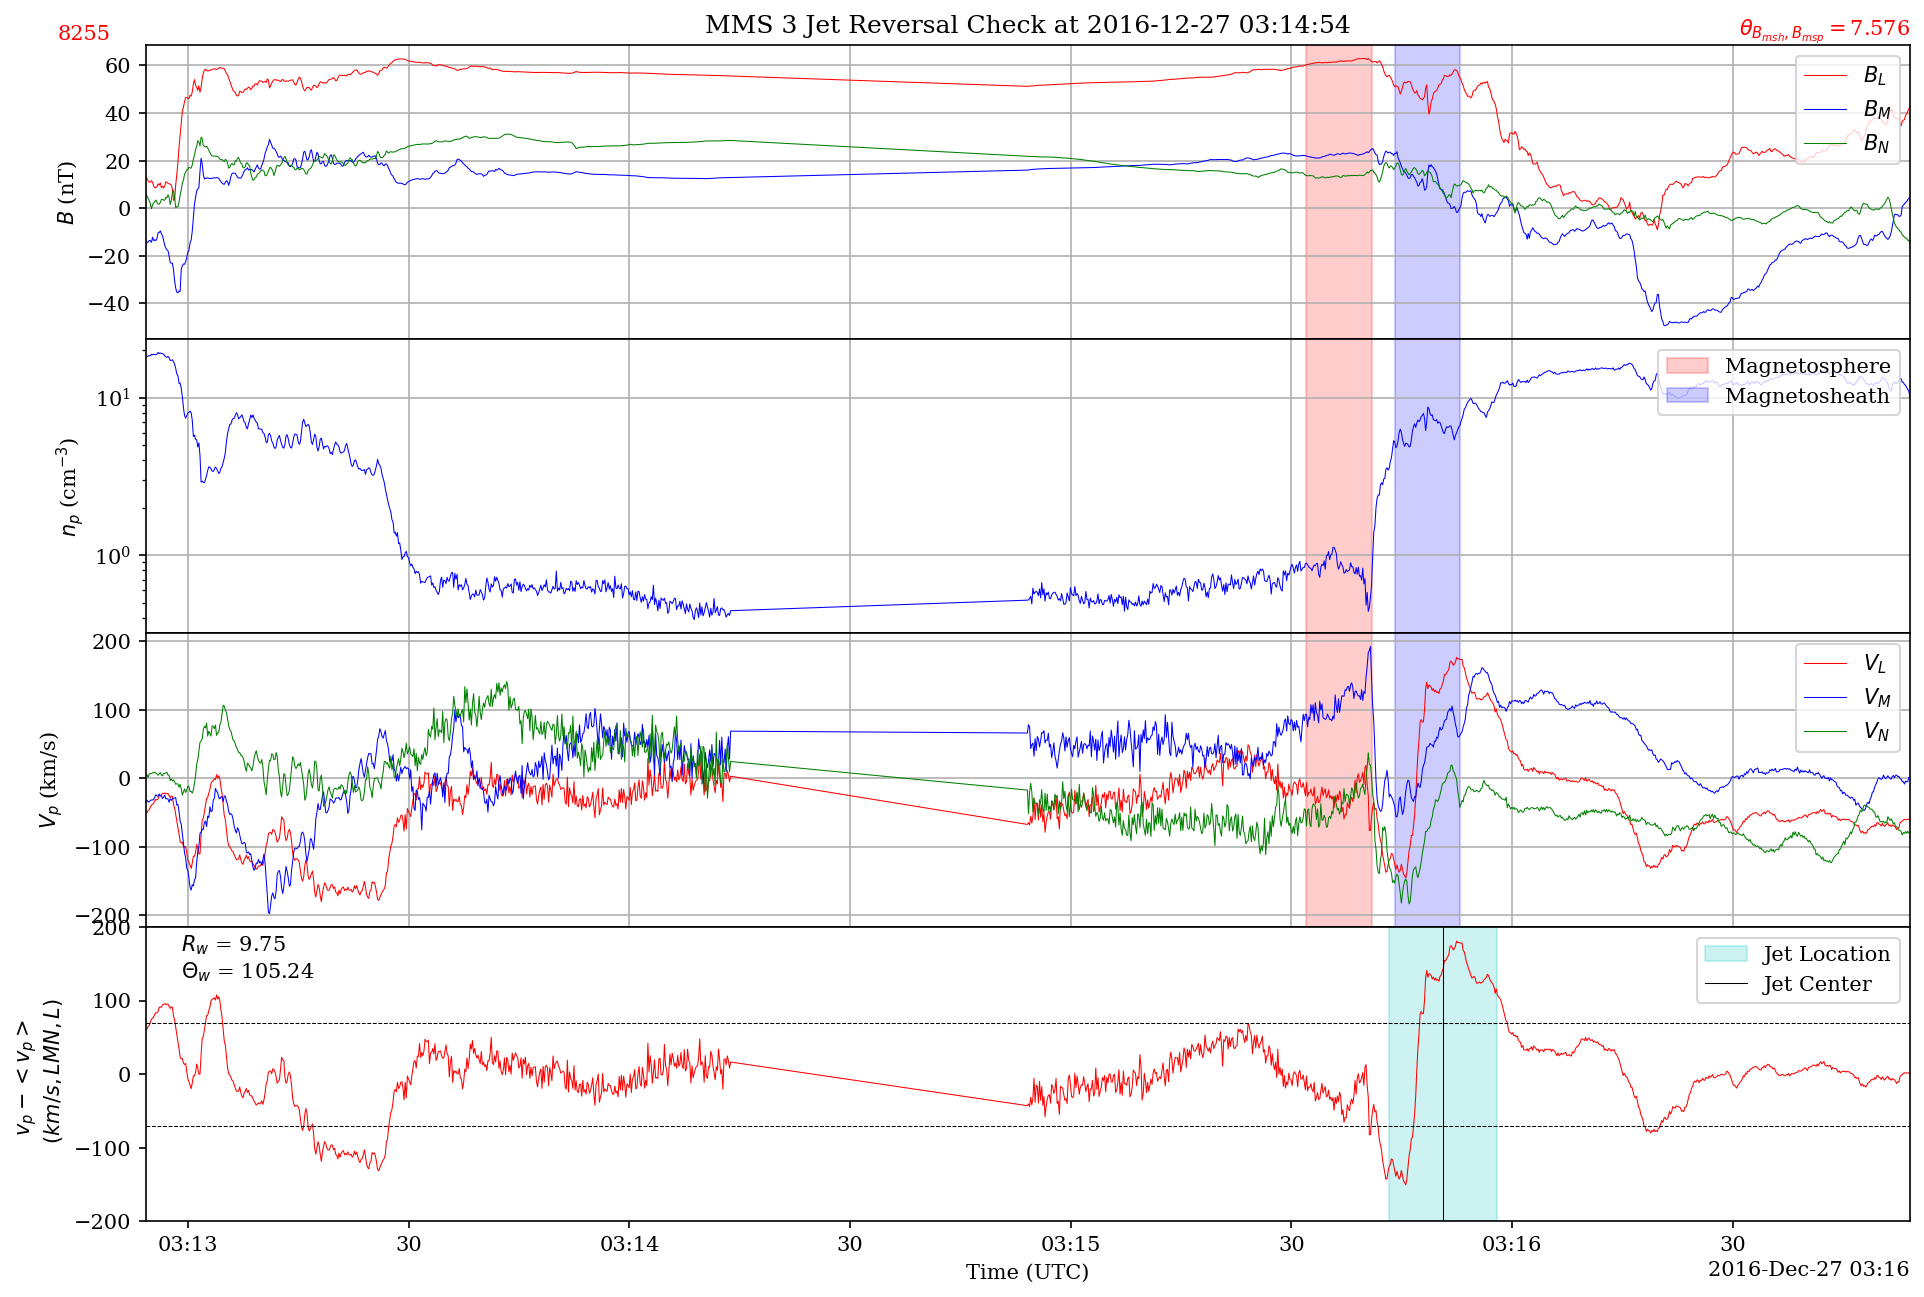 MMS 3 Jet Reversal Check at 2016-12-27 03:14:54
8255
θ_{B_{msh}, B_{msp}} = 7.576
60
40
20
0
−20
−40
B (nT)
B_L
B_M
B_N
10^1
10^0
n_p (cm^{−3})
Magnetosphere
Magnetosheath
200
100
0
−100
−200
V_p (km/s)
V_L
V_M
V_N
200
100
0
−100
−200
v_p − < v_p >
(km/s, LMN, L)
R_w = 9.75
Θ_w = 105.24
Jet Location
Jet Center
03:13
30
03:14
30
03:15
30
03:16
30
Time (UTC)
2016-Dec-27 03:16